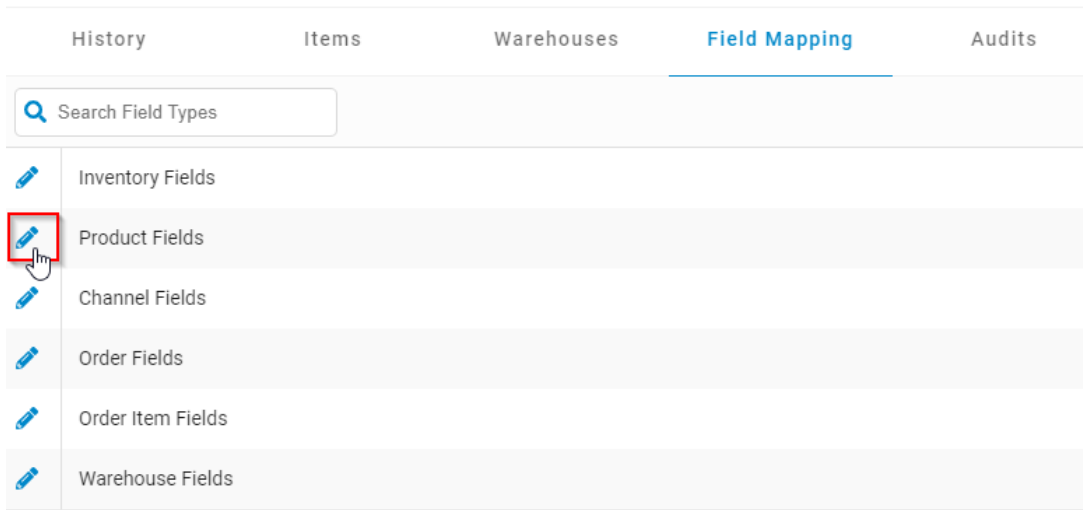 History Items Warehouses Field Mapping Audits
Search Field Types
Inventory Fields
Product Fields
Channel Fields
Order Fields
Order Item Fields
Warehouse Fields